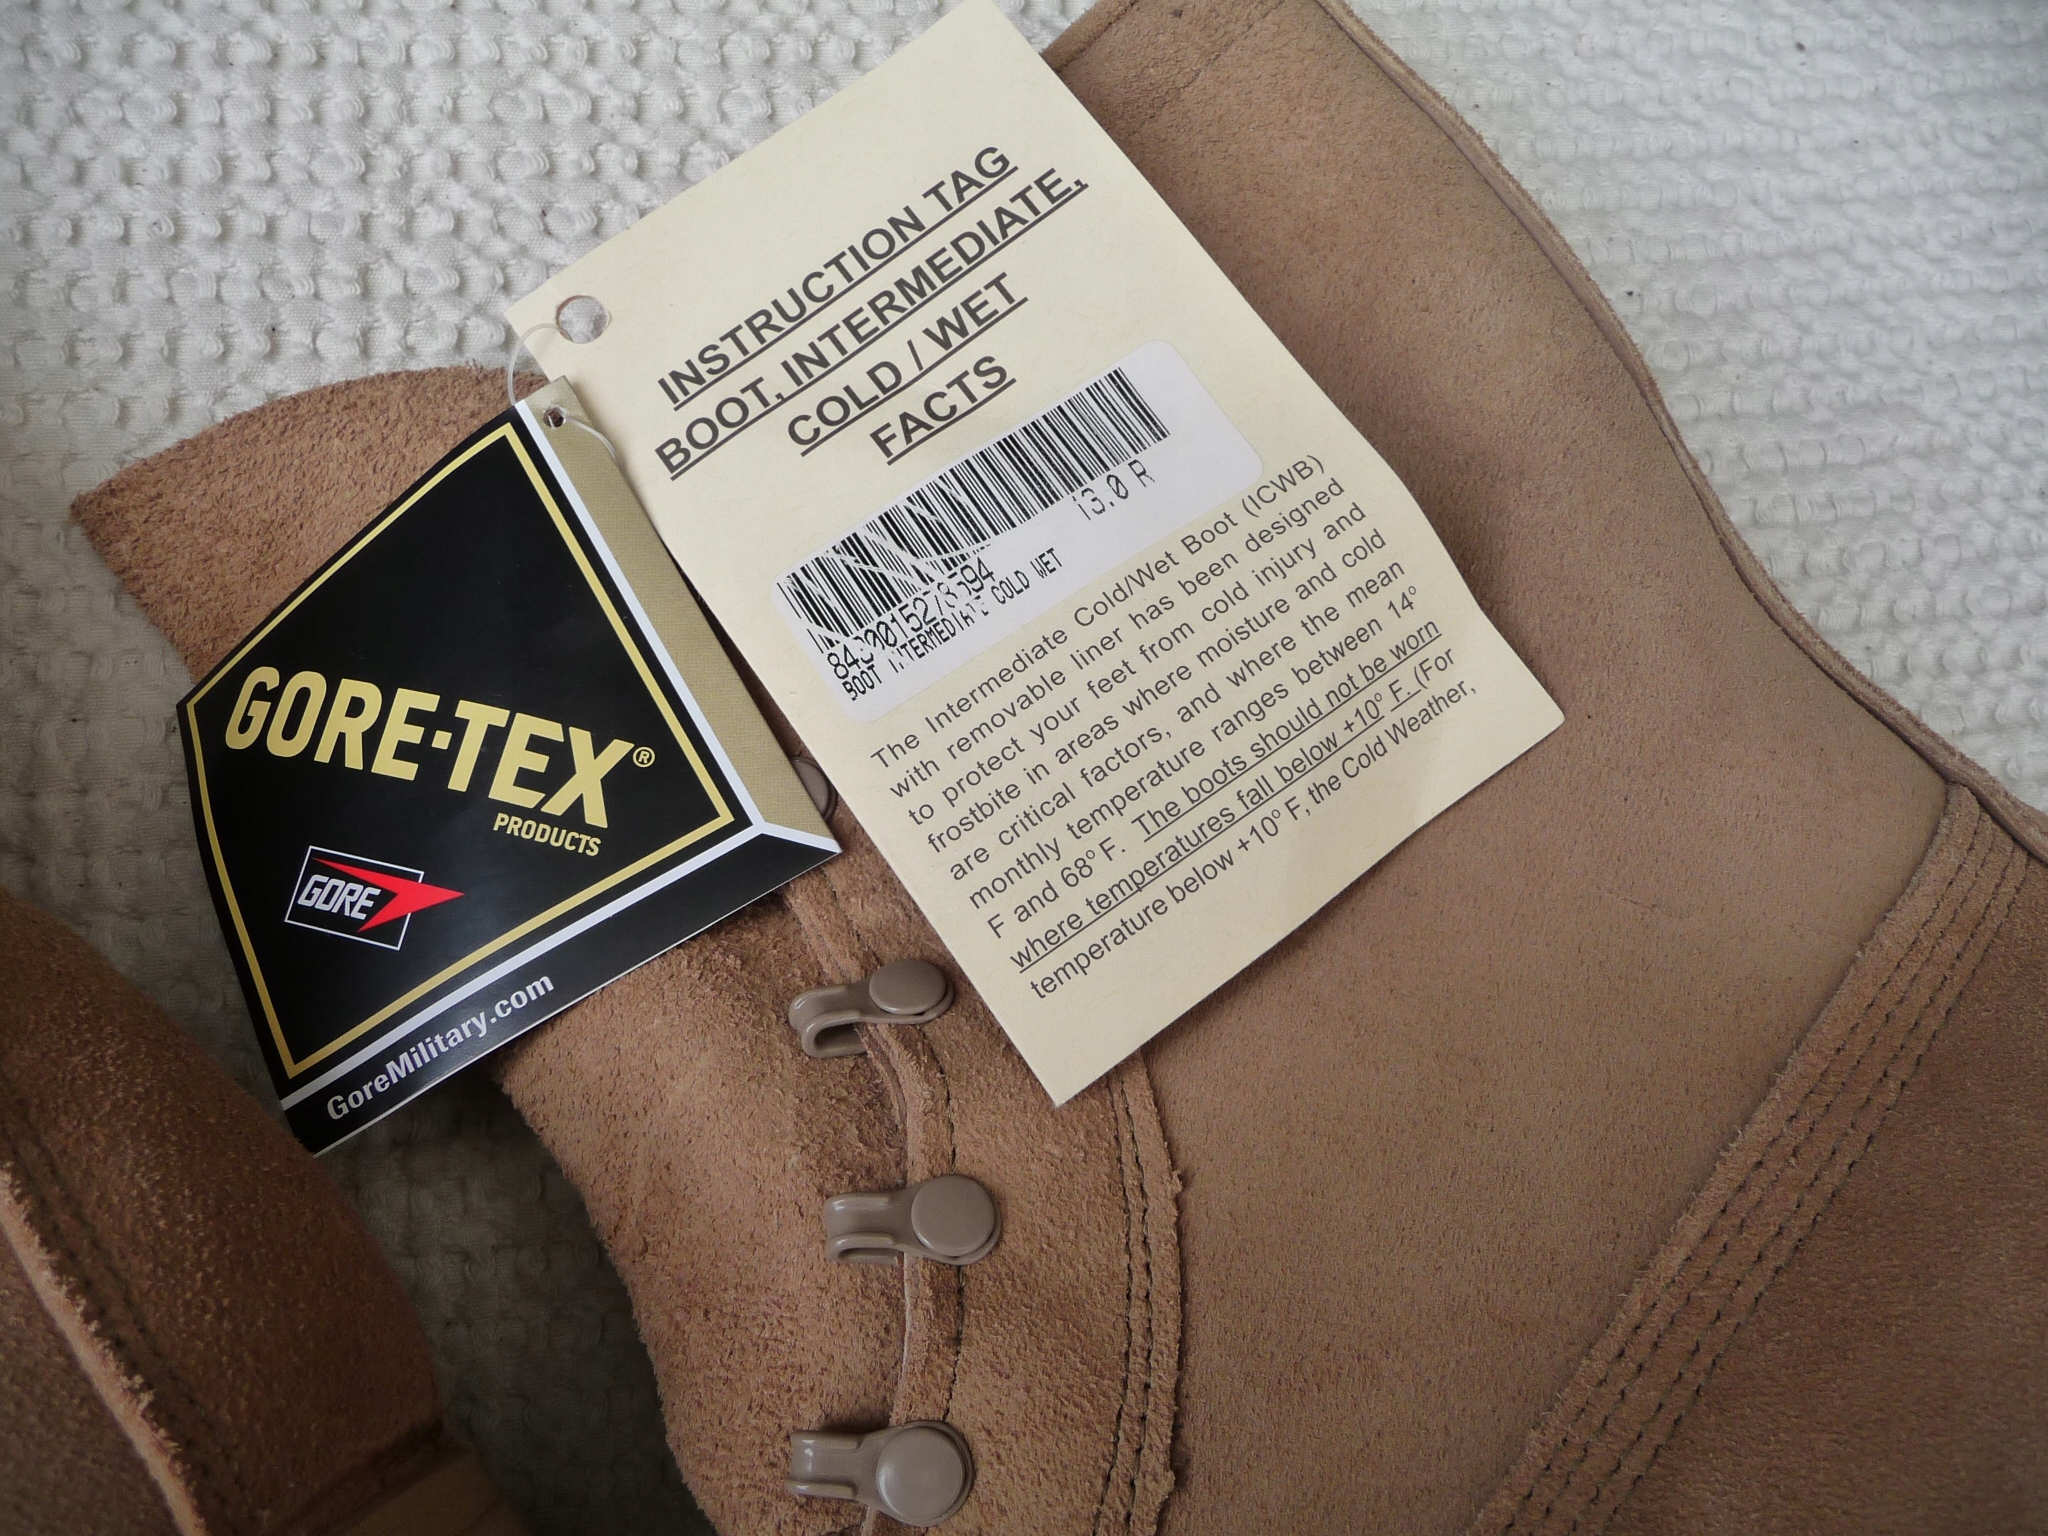 INSTRUCTION TAG
BOOT, INTERMEDIATE,
COLD / WET
FACTS
13.0 R
BOOT INTERMEDIATE COLD WET
The Intermediate Cold/Wet Boot (ICWB)
with removable liner has been designed
to protect your feet from cold injury and
frostbite in areas where moisture and cold
are critical factors, and where the mean
monthly temperature ranges between 14°
F and 68° F. The boots should not be worn
where temperatures fall below +10° F. (For
temperature below +10° F, the Cold Weather,
GORE-TEX®
PRODUCTS
GORE
GoreMilitary.com